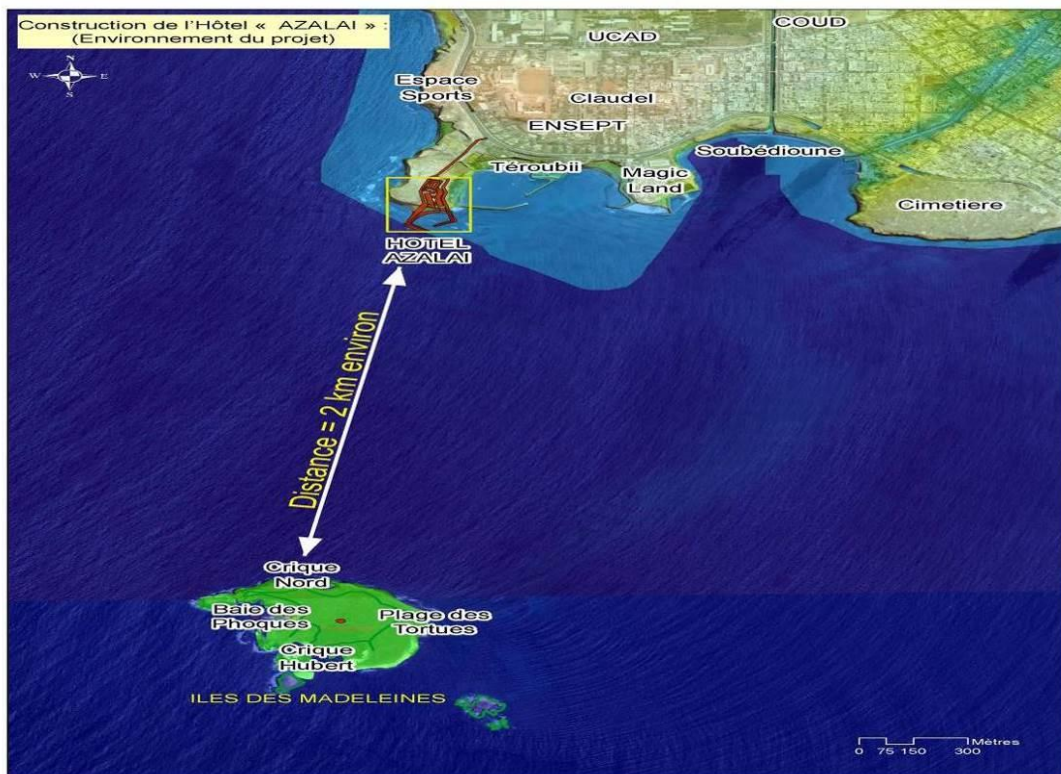 Construction de l'Hôtel « AZALAI » :
(Environnement du projet)
N
W
E
S
COUD
UCAD
Espace
Sports
Claudel
ENSEPT
Soubédioune
Téroubii
Magic
Land
Cimetiere
HOTEL
AZALAI
Distance = 2 km environ
Crique
Nord
Baie des
Phoques
Plage des
Tortues
Crique
Hubert
ILES DES MADELEINES
Mètres
0 75 150 300